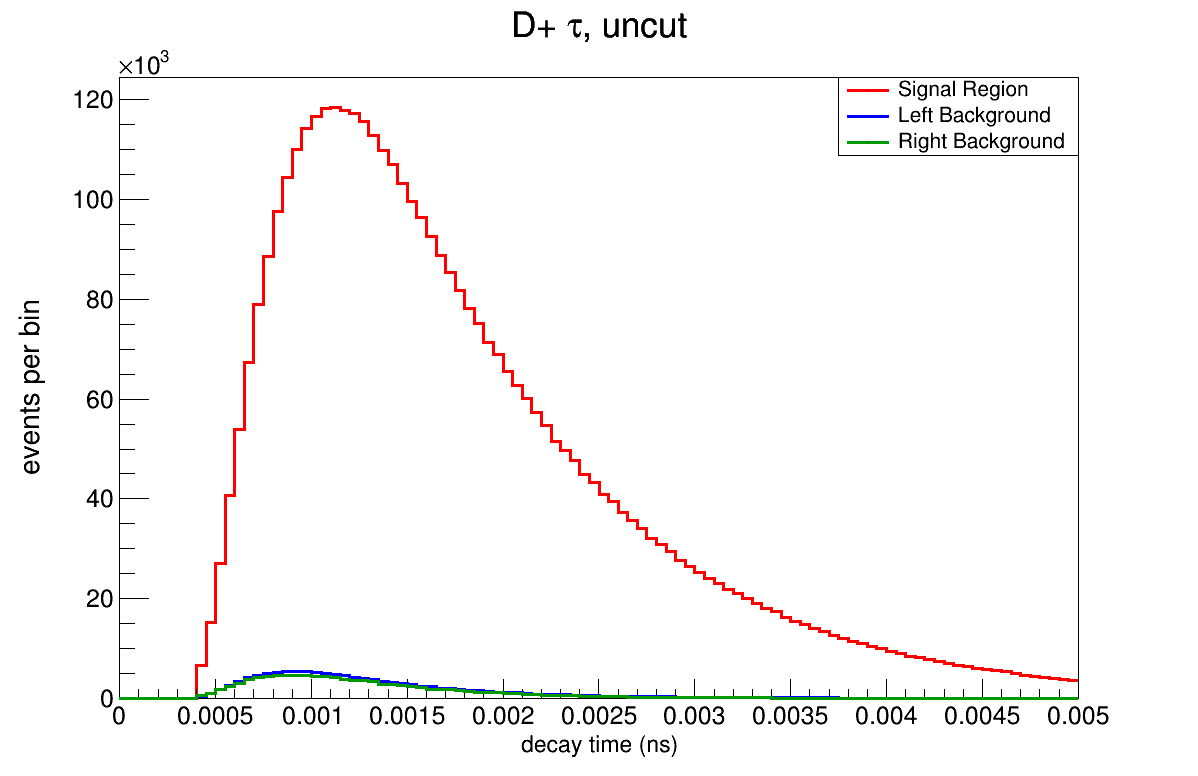 D+ τ, uncut
×10³
120
100
80
60
40
20
0
events per bin
Signal Region
Left Background
Right Background
0 0.0005 0.001 0.0015 0.002 0.0025 0.003 0.0035 0.004 0.0045 0.005
decay time (ns)